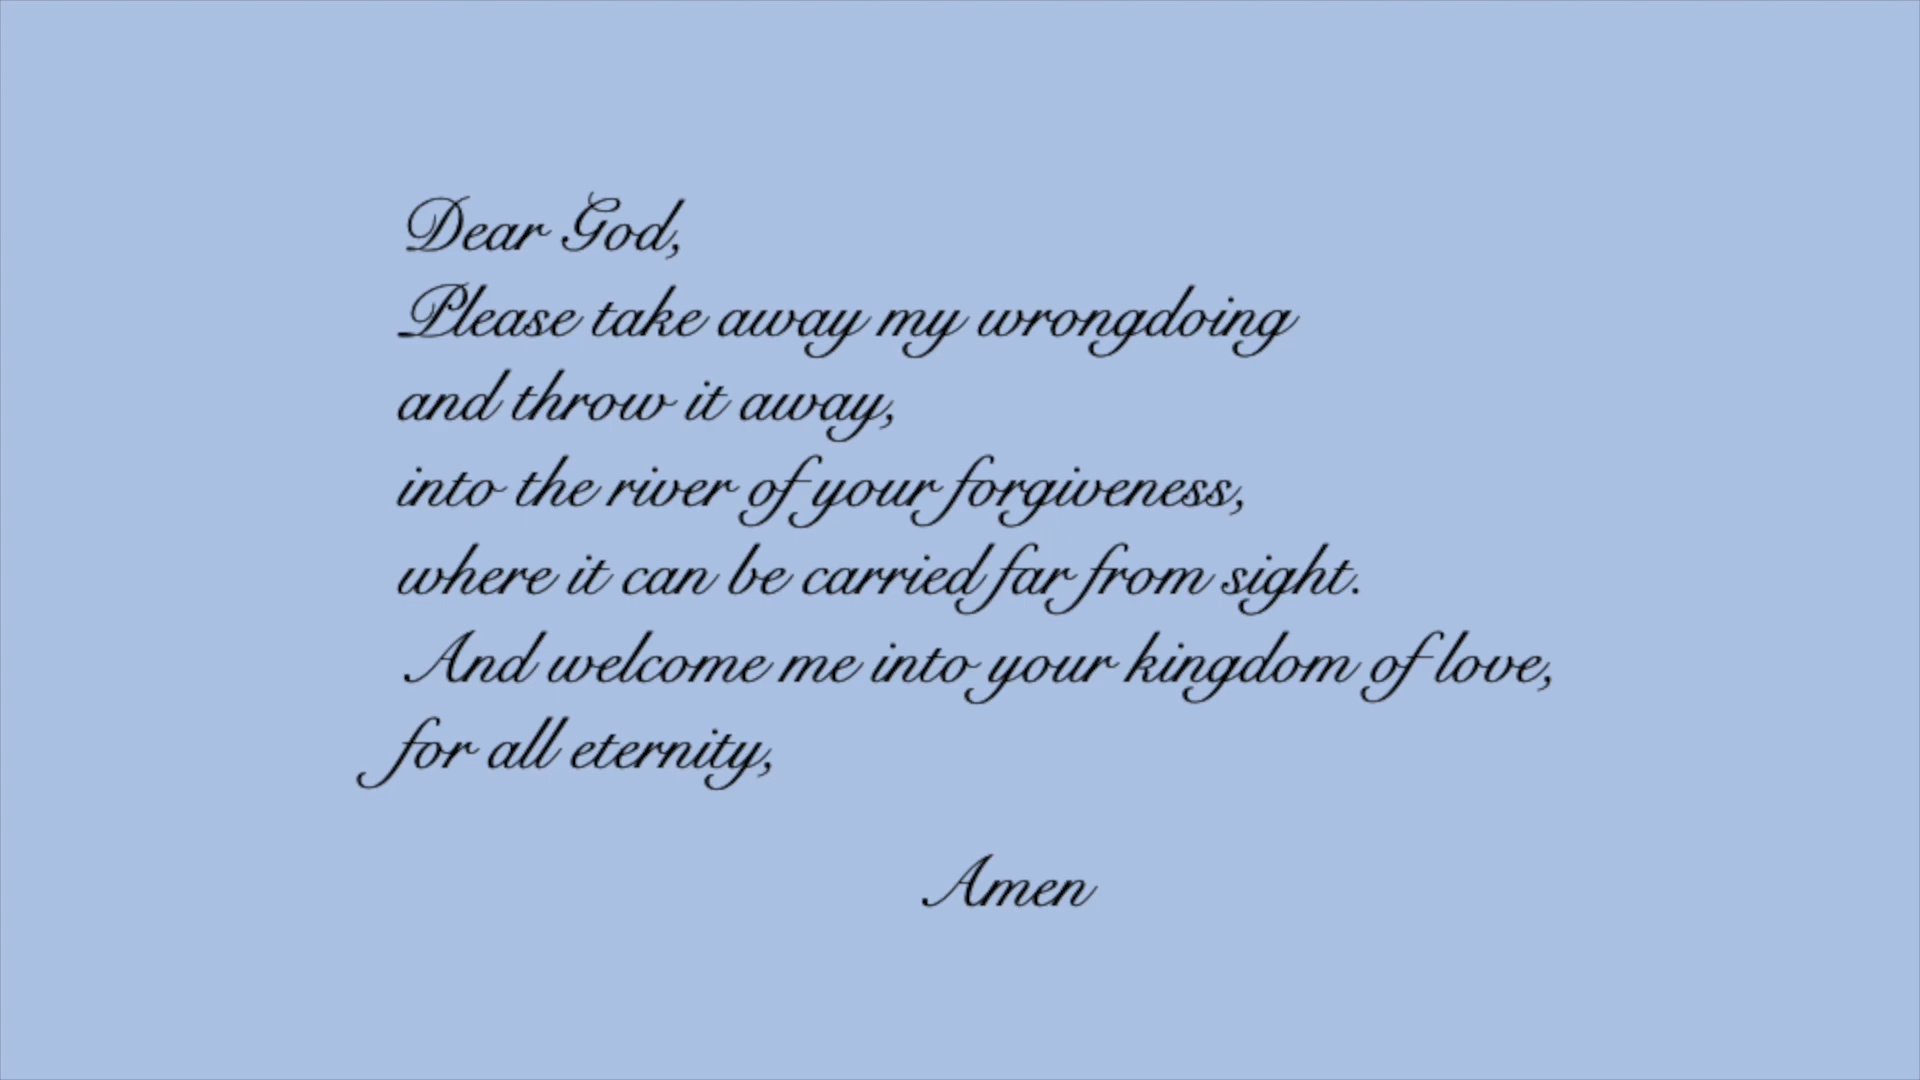 Dear God,
Please take away my wrongdoing
and throw it away,
into the river of your forgiveness,
where it can be carried far from sight.
And welcome me into your kingdom of love,
for all eternity,
Amen